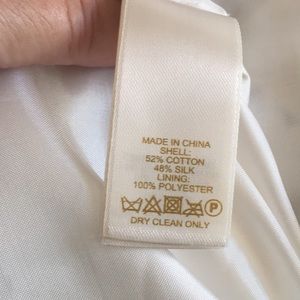 MADE IN CHINA
SHELL:
52% COTTON
48% SILK
LINING:
100% POLYESTER
P
DRY CLEAN ONLY